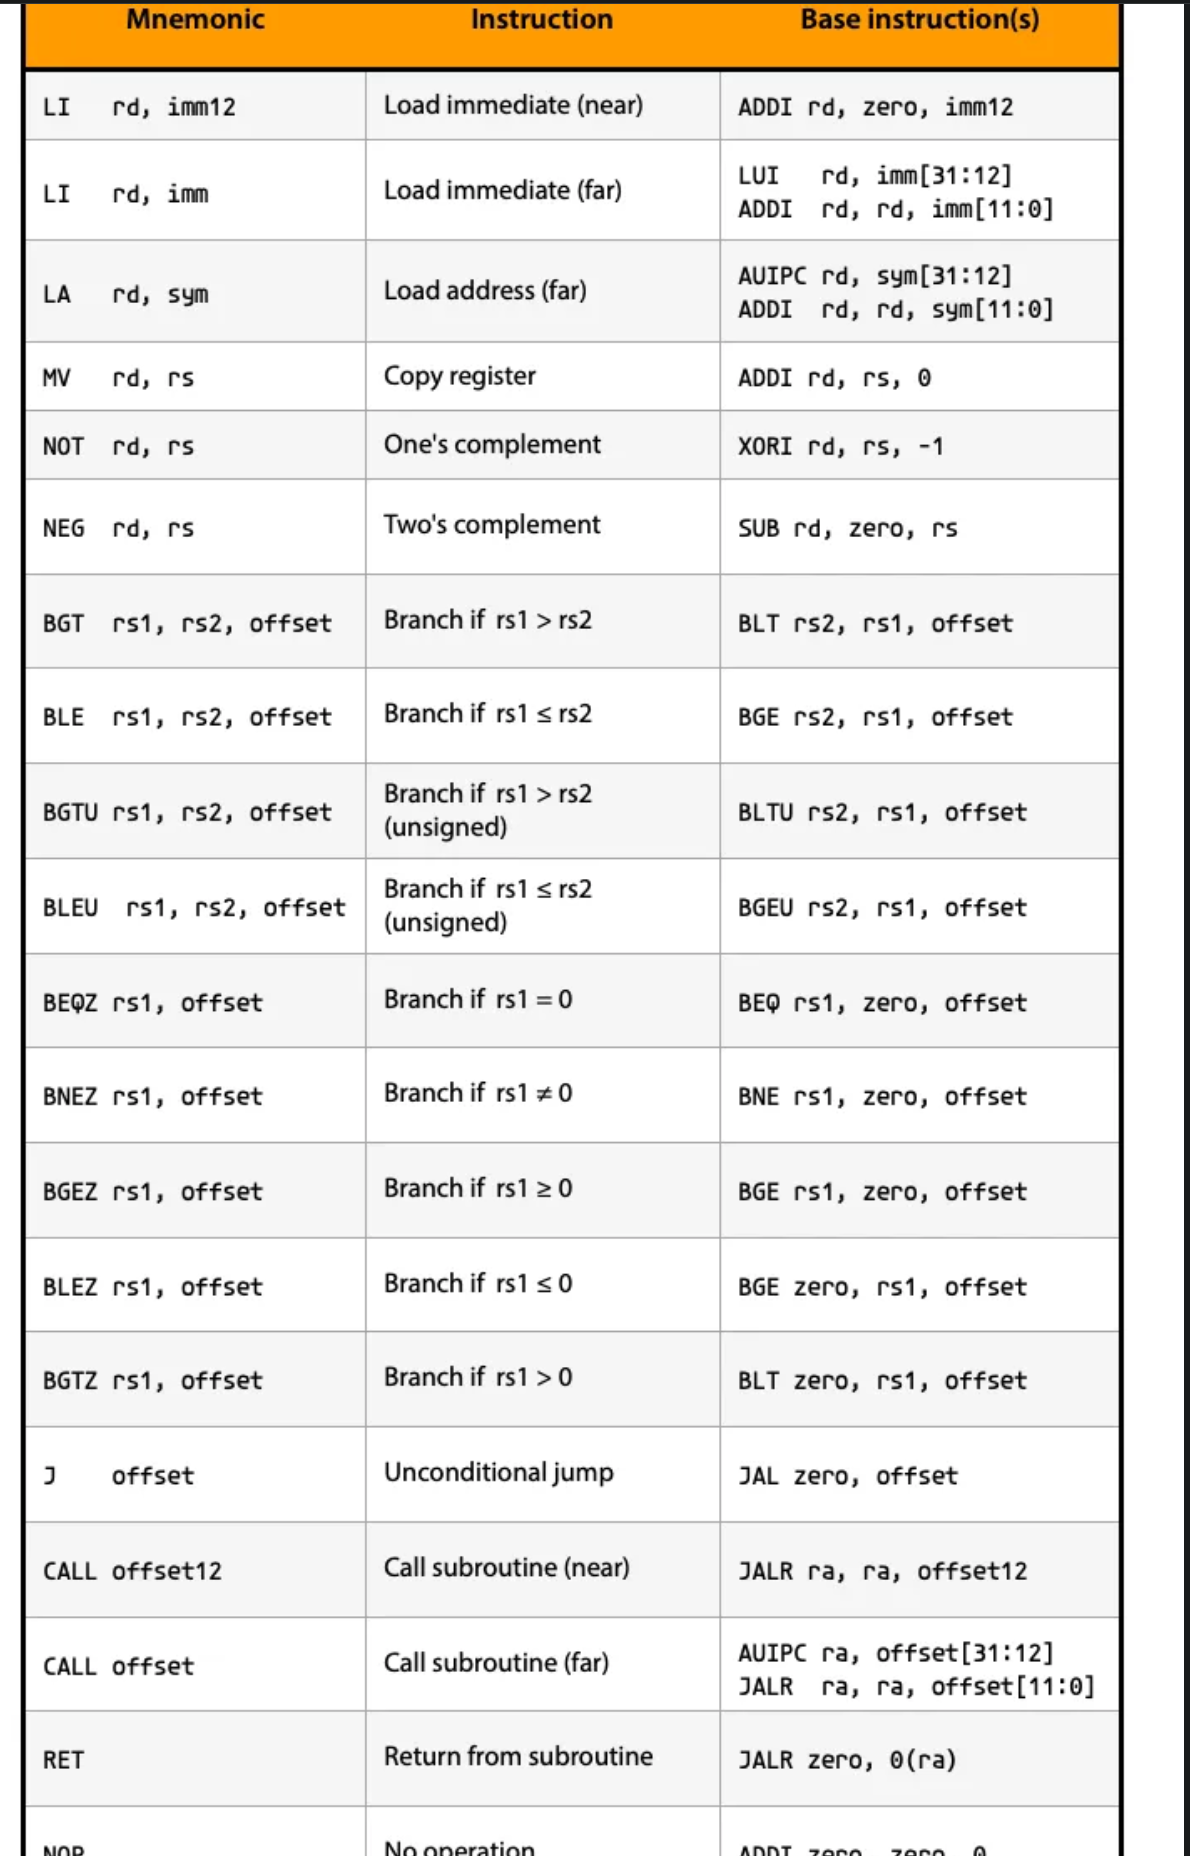 Mnemonic Instruction Base instruction(s)
LI rd, imm12 Load immediate (near) ADDI rd, zero, imm12
LI rd, imm Load immediate (far) LUI rd, imm[31:12]
ADDI rd, rd, imm[11:0]
LA rd, sym Load address (far) AUIPC rd, sym[31:12]
ADDI rd, rd, sym[11:0]
MV rd, rs Copy register ADDI rd, rs, 0
NOT rd, rs One's complement XORI rd, rs, -1
NEG rd, rs Two's complement SUB rd, zero, rs
BGT rs1, rs2, offset Branch if rs1 > rs2 BLT rs2, rs1, offset
BLE rs1, rs2, offset Branch if rs1 ≤ rs2 BGE rs2, rs1, offset
BGTU rs1, rs2, offset Branch if rs1 > rs2
(unsigned) BLTU rs2, rs1, offset
BLEU rs1, rs2, offset Branch if rs1 ≤ rs2
(unsigned) BGEU rs2, rs1, offset
BEQZ rs1, offset Branch if rs1 = 0 BEQ rs1, zero, offset
BNEZ rs1, offset Branch if rs1 ≠ 0 BNE rs1, zero, offset
BGEZ rs1, offset Branch if rs1 ≥ 0 BGE rs1, zero, offset
BLEZ rs1, offset Branch if rs1 ≤ 0 BGE zero, rs1, offset
BGTZ rs1, offset Branch if rs1 > 0 BLT zero, rs1, offset
J offset Unconditional jump JAL zero, offset
CALL offset12 Call subroutine (near) JALR ra, ra, offset12
CALL offset Call subroutine (far) AUIPC ra, offset[31:12]
JALR ra, ra, offset[11:0]
RET Return from subroutine JALR zero, 0(ra)
NOP No operation ADDI zero, zero, 0